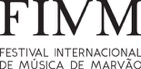 FIMM
FESTIVAL INTERNACIONAL
DE MÚSICA DE MARVÃO